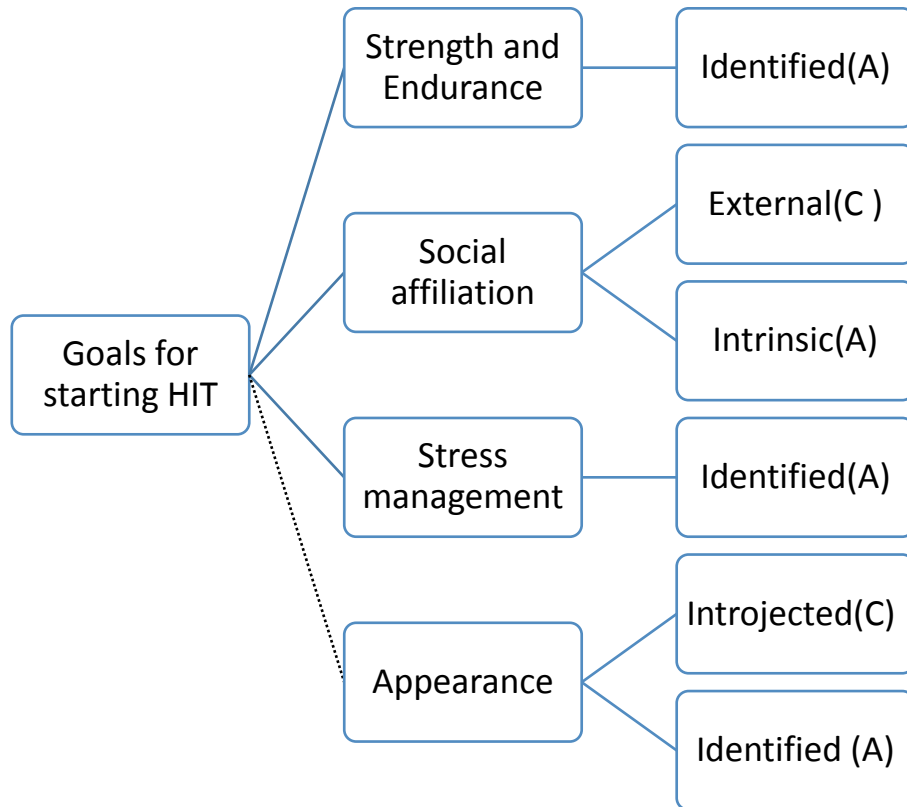 Strength and
Endurance
Identified(A)
External(C )
Social
affiliation
Intrinsic(A)
Goals for
starting HIT
Stress
management
Identified(A)
Introjected(C)
Appearance
Identified (A)